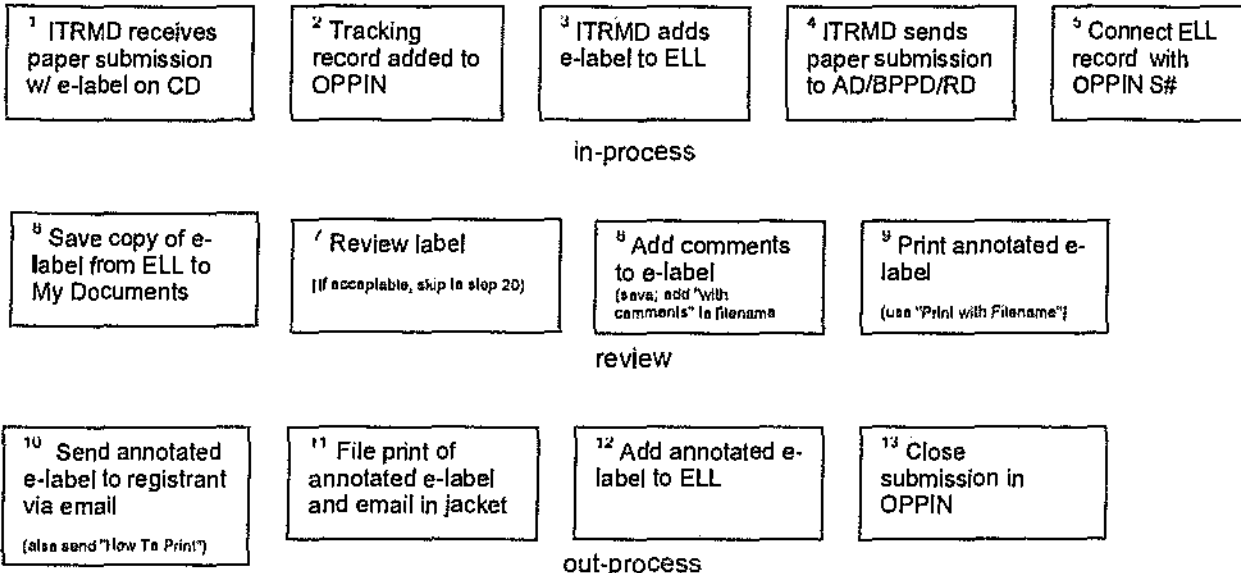 1 ITRMD receives
paper submission
w/ e-label on CD
2 Tracking
record added to
OPPIN
3 ITRMD adds
e-label to ELL
4 ITRMD sends
paper submission
to AD/BPPD/RD
5 Connect ELL
record with
OPPIN S#
in-process
6 Save copy of e-
label from ELL to
My Documents
7 Review label
(If acceptable, skip to step 20)
8 Add comments
to e-label
(save; add "with
comments" to filename
9 Print annotated e-
label
(use "Print with Filename")
review
10 Send annotated
e-label to registrant
via email
(also send "How To Print")
11 File print of
annotated e-label
and email in jacket
12 Add annotated e-
label to ELL
13 Close
submission in
OPPIN
out-process